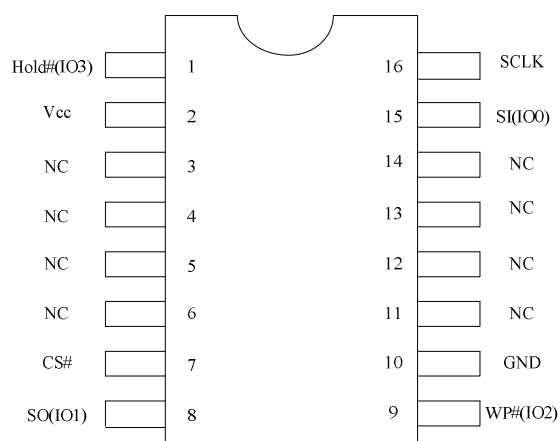 Hold#(IO3) 1 16 SCLK
Vcc 2 15 SI(IO0)
NC 3 14 NC
NC 4 13 NC
NC 5 12 NC
NC 6 11 NC
CS# 7 10 GND
SO(IO1) 8 9 WP#(IO2)